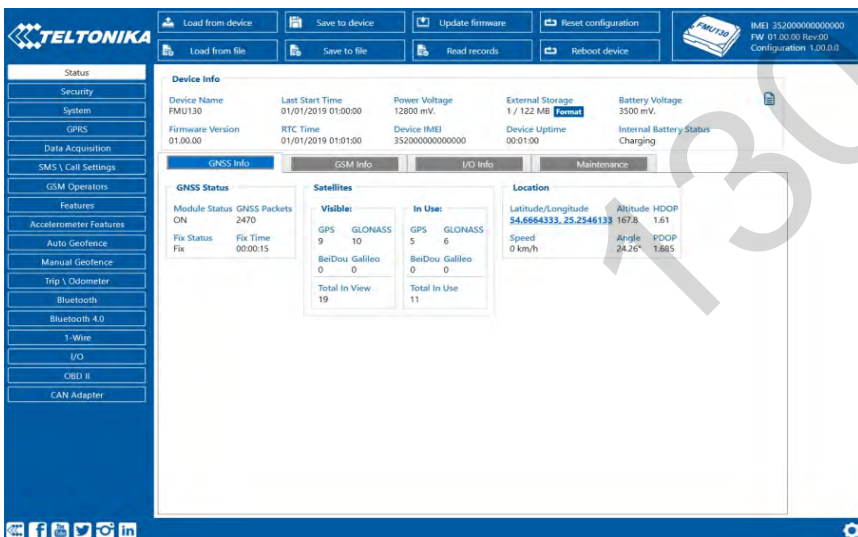 TELTONIKA
Load from device
Save to device
Update firmware
Reset configuration
Load from file
Save to file
Read records
Reboot device
FMU130
IMEI 352000000000000
FW 01.00.00 Rev:00
Configuration 1.00.0.0
Status
Security
System
GPRS
Data Acquisition
SMS \ Call Settings
GSM Operators
Features
Accelerometer Features
Auto Geofence
Manual Geofence
Trip \ Odometer
Bluetooth
Bluetooth 4.0
1-Wire
I/O
OBD II
CAN Adapter
Device Info
Device Name Last Start Time Power Voltage External Storage Battery Voltage
FMU130 01/01/2019 01:00:00 12800 mV. 1 / 122 MB Format 3500 mV.
Firmware Version RTC Time Device IMEI Device Uptime Internal Battery Status
01.00.00 01/01/2019 01:01:00 352000000000000 00:01:00 Charging
GNSS Info GSM Info I/O Info Maintenance
GNSS Status
Module Status GNSS Packets
ON 2470
Fix Status Fix Time
Fix 00:00:15
Satellites
Visible:
GPS GLONASS
9 10
BeiDou Galileo
0 0
Total In View
19
In Use:
GPS GLONASS
5 6
BeiDou Galileo
0 0
Total In Use
11
Location
Latitude/Longitude Altitude HDOP
54.6664333, 25.2546133 167.8 1.61
Speed Angle PDOP
0 km/h 24.26° 1.685
130
You Tube
in